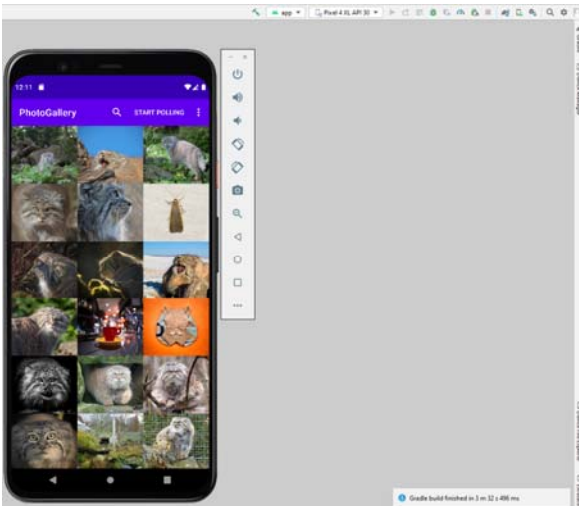 app
Pixel 4 XL API 30
12:11
PhotoGallery
START POLLING
Gradle build finished in 3 m 32 s 496 ms